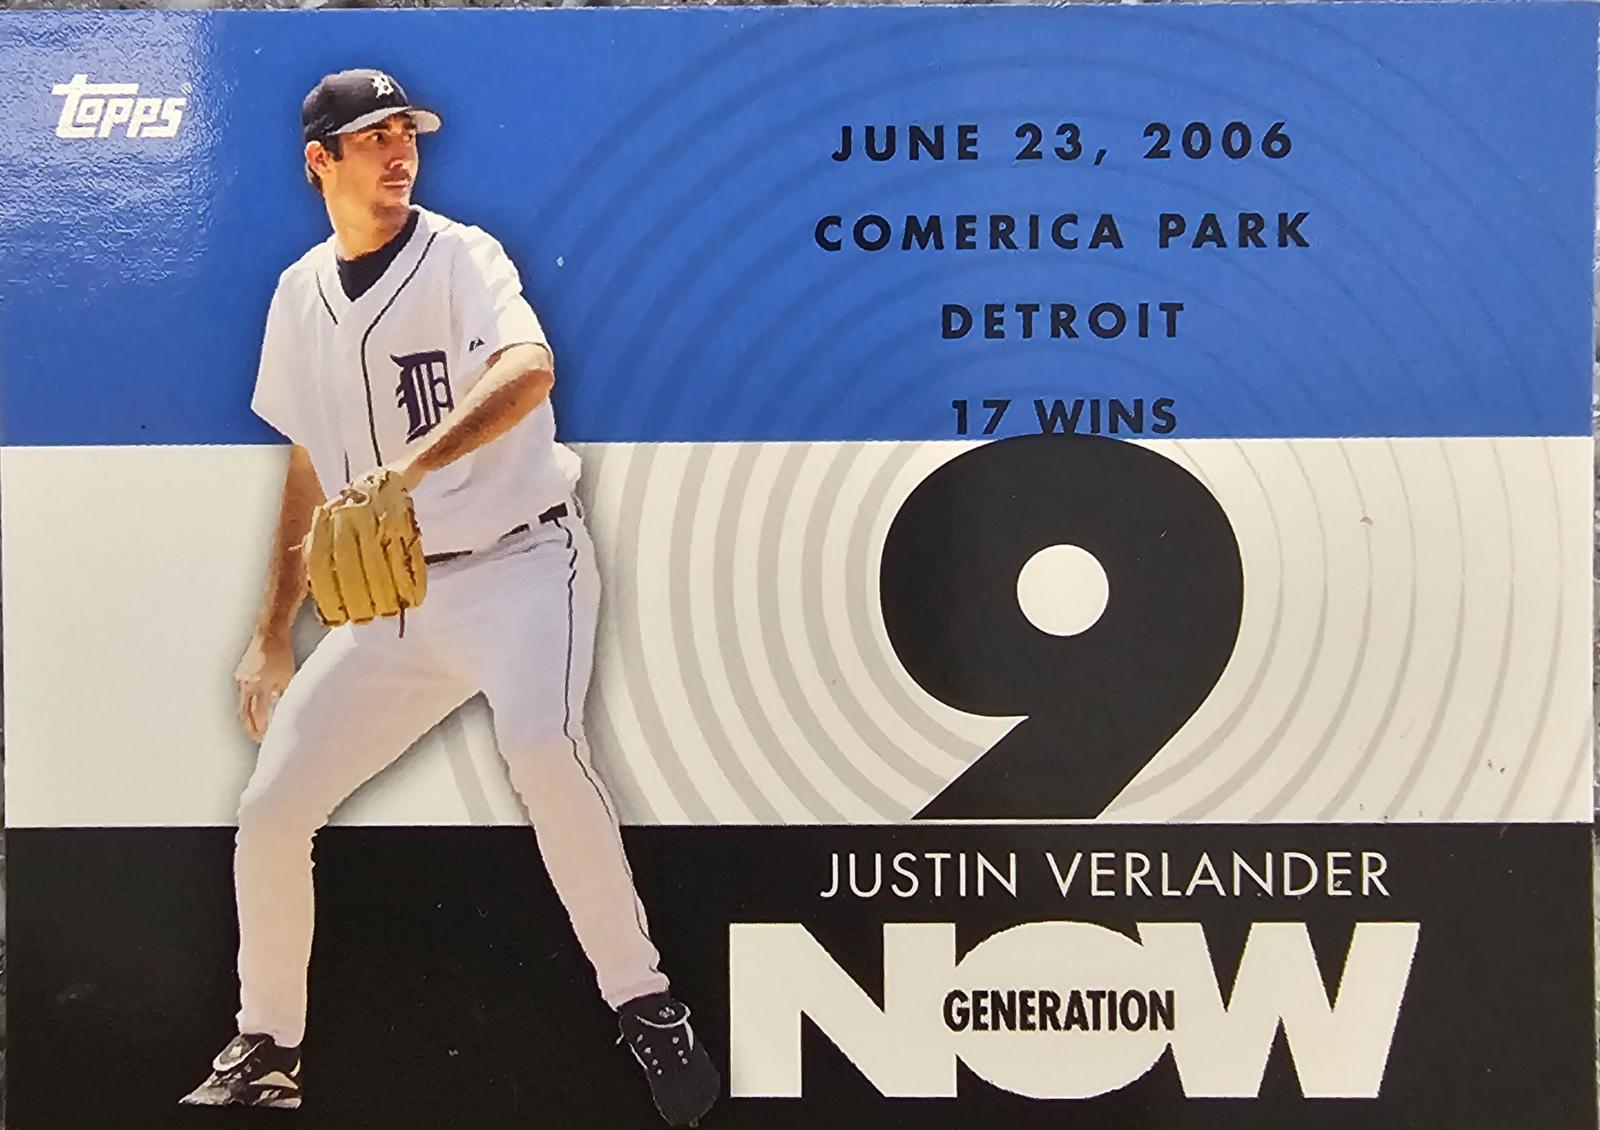 Topps
JUNE 23, 2006
COMERICA PARK
DETROIT
17 WINS
9
D
JUSTIN VERLANDER
NOW
GENERATION